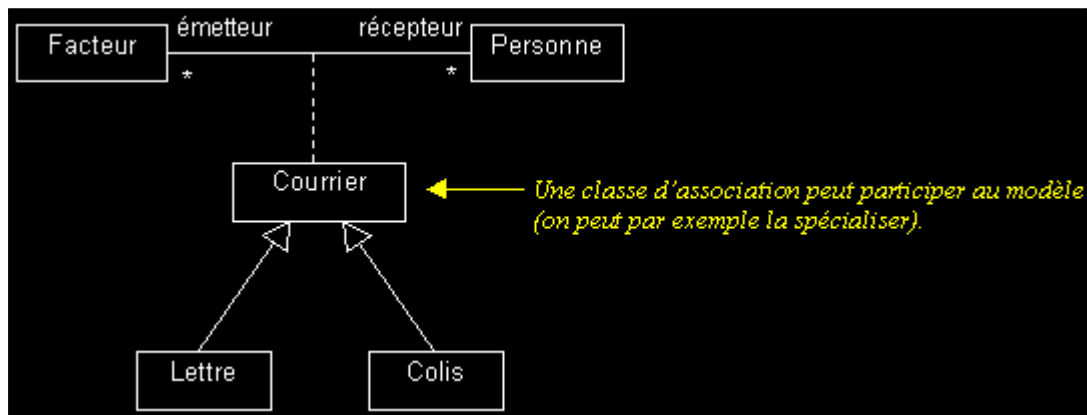 émetteur récepteur
Facteur Personne
* *
Courrier
Une classe d'association peut participer au modèle
(on peut par exemple la spécialiser).
Lettre Colis